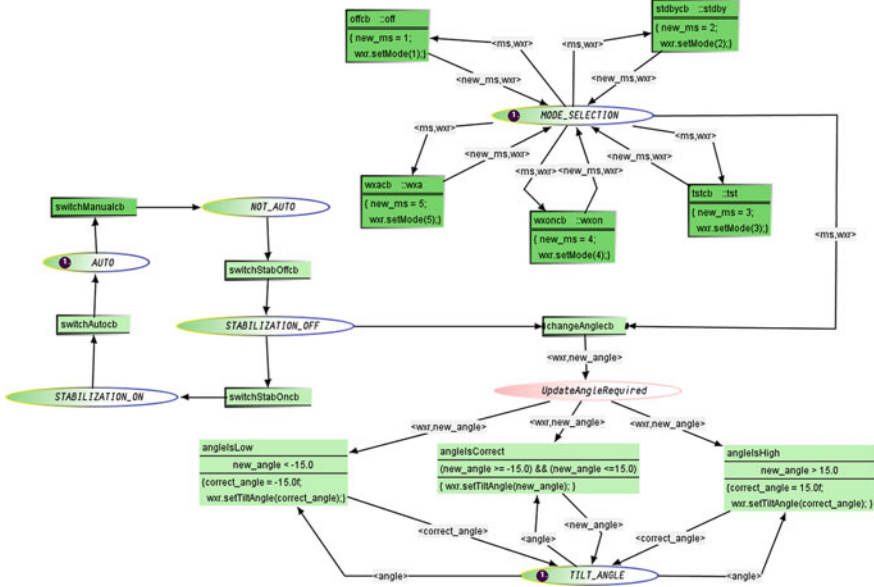 offcb ::off
{ new_ms = 1;
wxr.setMode(1);}
stdbycb ::stdby
{ new_ms = 2;
wxr.setMode(2);}
<ms,wxr>
<ms,wxr>
<new_ms,wxr>
<new_ms,wxr>
1 MODE_SELECTION
<ms,wxr>
<ms,wxr>
<new_ms,wxr>
<new_ms,wxr>
<ms,wxr>
<new_ms,wxr>
wxacb ::wxa
{ new_ms = 5;
wxr.setMode(5);}
wxoncb ::wxon
{ new_ms = 4;
wxr.setMode(4);}
tstcb ::tst
{ new_ms = 3;
wxr.setMode(3);}
<ms,wxr>
switchManualcb
NOT_AUTO
1 AUTO
switchStabOffcb
switchAutocb
STABILIZATION_OFF
changeAnglecb
STABILIZATION_ON
switchStabOncb
<wxr,new_angle>
UpdateAngleRequired
<wxr,new_angle>
<wxr,new_angle>
<wxr,new_angle>
angleIsLow
new_angle < -15.0
{correct_angle = -15.0f;
wxr.setTiltAngle(correct_angle);}
angleIsCorrect
(new_angle >= -15.0) && (new_angle <=15.0)
{ wxr.setTiltAngle(new_angle); }
angleIsHigh
new_angle > 15.0
{correct_angle = 15.0f;
wxr.setTiltAngle(correct_angle); }
<correct_angle>
<angle>
<new_angle>
<correct_angle>
<angle>
1 TILT_ANGLE
<angle>